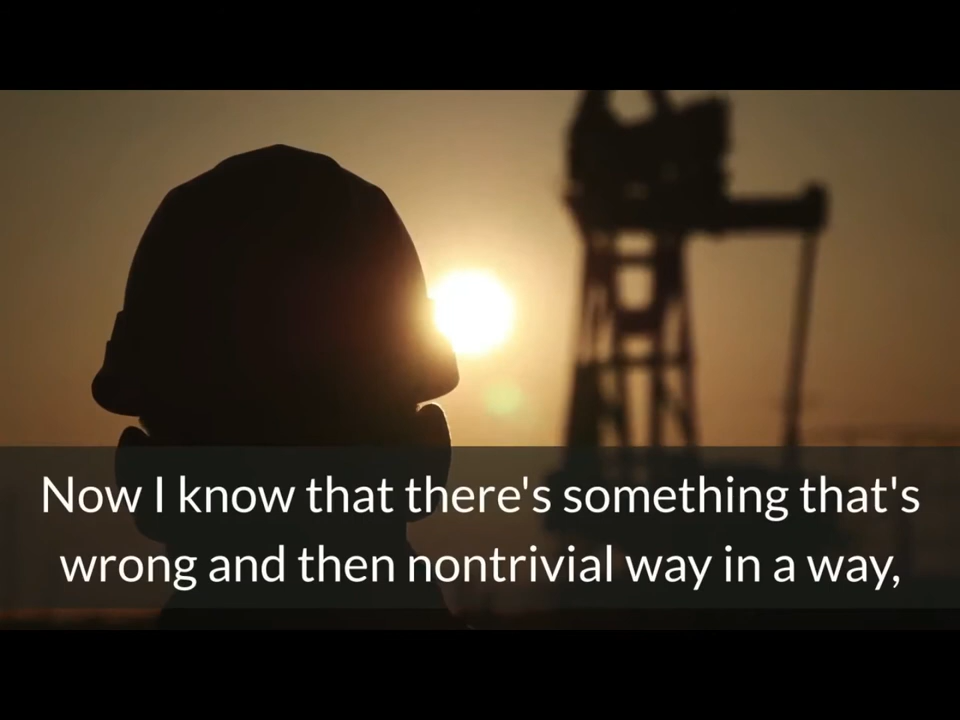 Now I know that there's something that's
wrong and then nontrivial way in a way,